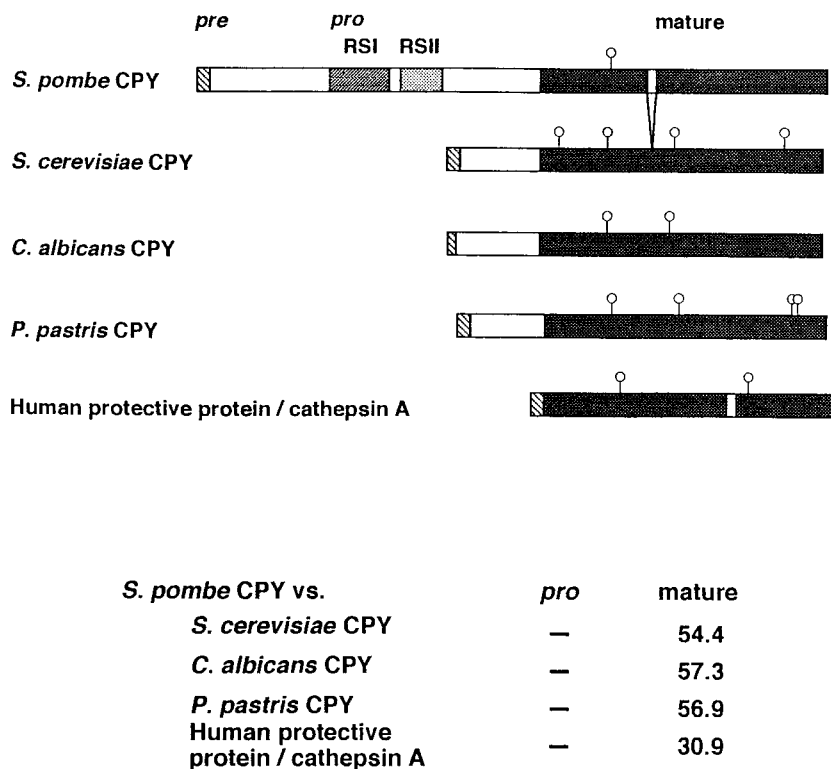 pre pro mature
RSI RSII
S. pombe CPY
S. cerevisiae CPY
C. albicans CPY
P. pastris CPY
Human protective protein / cathepsin A
S. pombe CPY vs. pro mature
S. cerevisiae CPY — 54.4
C. albicans CPY — 57.3
P. pastris CPY — 56.9
Human protective
protein / cathepsin A — 30.9